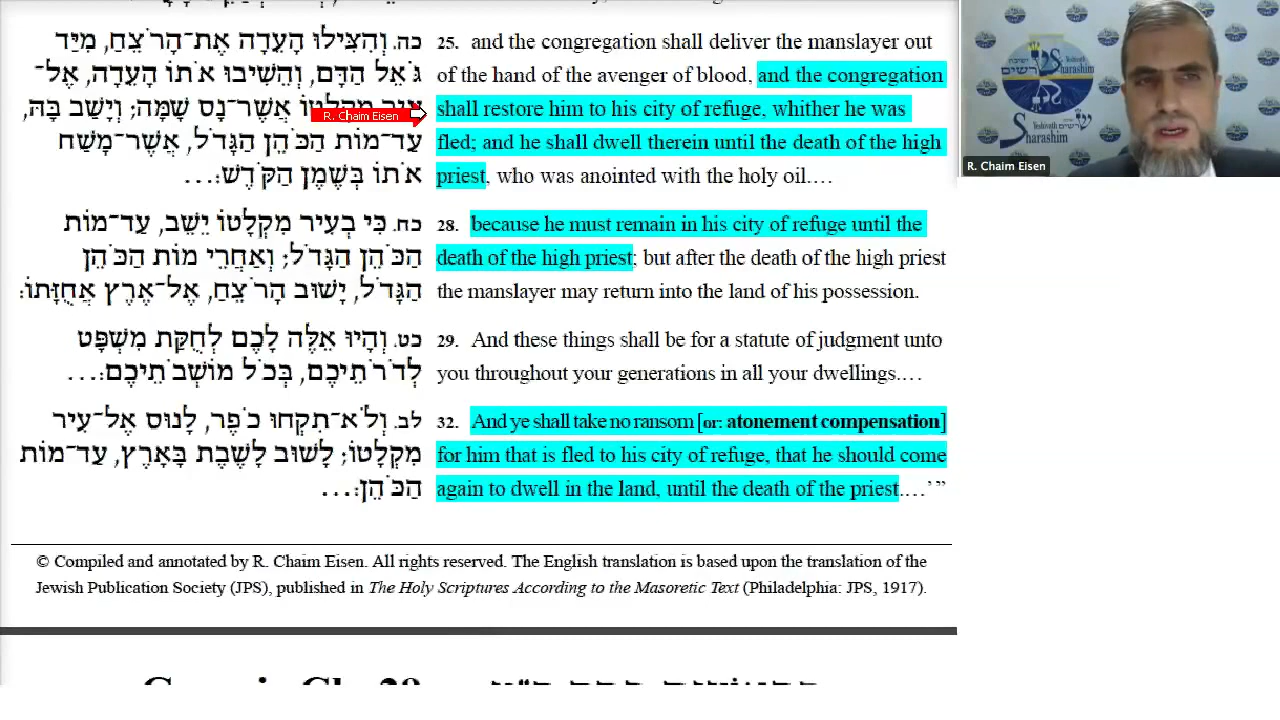 25. and the congregation shall deliver the manslayer out
of the hand of the avenger of blood, and the congregation
shall restore him to his city of refuge, whither he was
fled; and he shall dwell therein until the death of the high
priest, who was anointed with the holy oil....
28. because he must remain in his city of refuge until the
death of the high priest; but after the death of the high priest
the manslayer may return into the land of his possession.
29. And these things shall be for a statute of judgment unto
you throughout your generations in all your dwellings....
32. And ye shall take no ransom [or: atonement compensation]
for him that is fled to his city of refuge, that he should come
again to dwell in the land, until the death of the priest....’ ”
כה. וְהִצִּילוּ הָעֵדָה אֶת־הָרֹצֵחַ, מִיַּד
גֹּאֵל הַדָּם, וְהֵשִׁיבוּ אֹתוֹ הָעֵדָה, אֶל־
אֲשֶׁר־נָס שָׁמָּה; וְיָשַׁב בָּהּ,
עַד־מוֹת הַכֹּהֵן הַגָּדֹל, אֲשֶׁר־מָשַׁח
אֹתוֹ בְּשֶׁמֶן הַקֹּדֶשׁ:...
כח. כִּי בְעִיר מִקְלָטוֹ יֵשֵׁב, עַד־מוֹת
הַכֹּהֵן הַגָּדֹל; וְאַחֲרֵי מוֹת הַכֹּהֵן
הַגָּדֹל, יָשׁוּב הָרֹצֵחַ, אֶל־אֶרֶץ אֲחֻזָּתוֹ:
כט. וְהָיוּ אֵלֶּה לָכֶם לְחֻקַּת מִשְׁפָּט
לְדֹרֹתֵיכֶם, בְּכֹל מוֹשְׁבֹתֵיכֶם:...
לב. וְלֹא־תִקְחוּ כֹפֶר, לָנוּס אֶל־עִיר
מִקְלָטוֹ; לָשׁוּב לָשֶׁבֶת בָּאָרֶץ, עַד־מוֹת
הַכֹּהֵן:...
R. Chaim Eisen
© Compiled and annotated by R. Chaim Eisen. All rights reserved. The English translation is based upon the translation of the
Jewish Publication Society (JPS), published in The Holy Scriptures According to the Masoretic Text (Philadelphia: JPS, 1917).
Sharashim
Yeshivath
Sharashim
R. Chaim Eisen